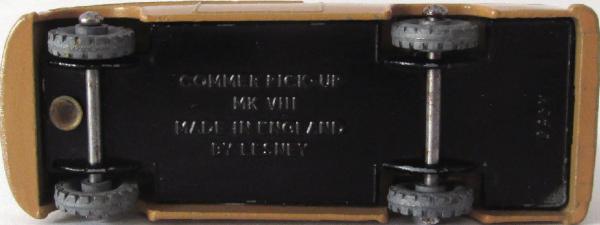 COMMER PICK-UP
MK VIII
MADE IN ENGLAND
BY LESNEY